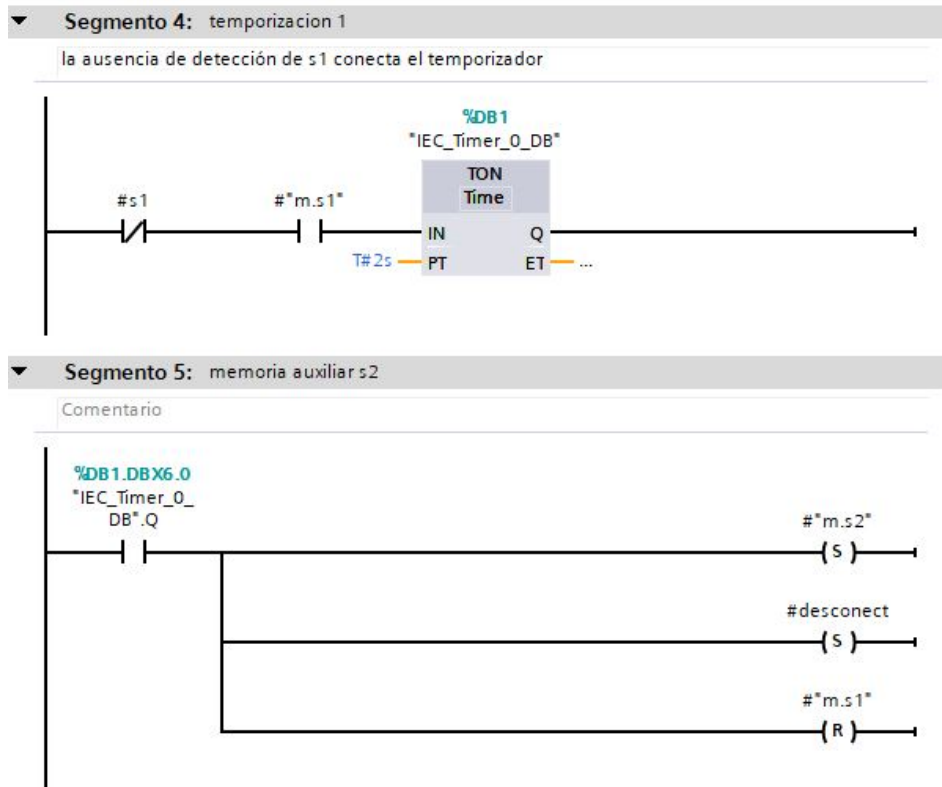 Segmento 4: temporizacion 1
la ausencia de detección de s1 conecta el temporizador
%DB1
"IEC_Timer_0_DB"
TON
Time
#s1
#"m.s1"
IN
Q
T#2s
PT
ET
...
Segmento 5: memoria auxiliar s2
Comentario
%DB1.DBX6.0
"IEC_Timer_0_
DB".Q
#"m.s2"
S
#desconect
S
#"m.s1"
R